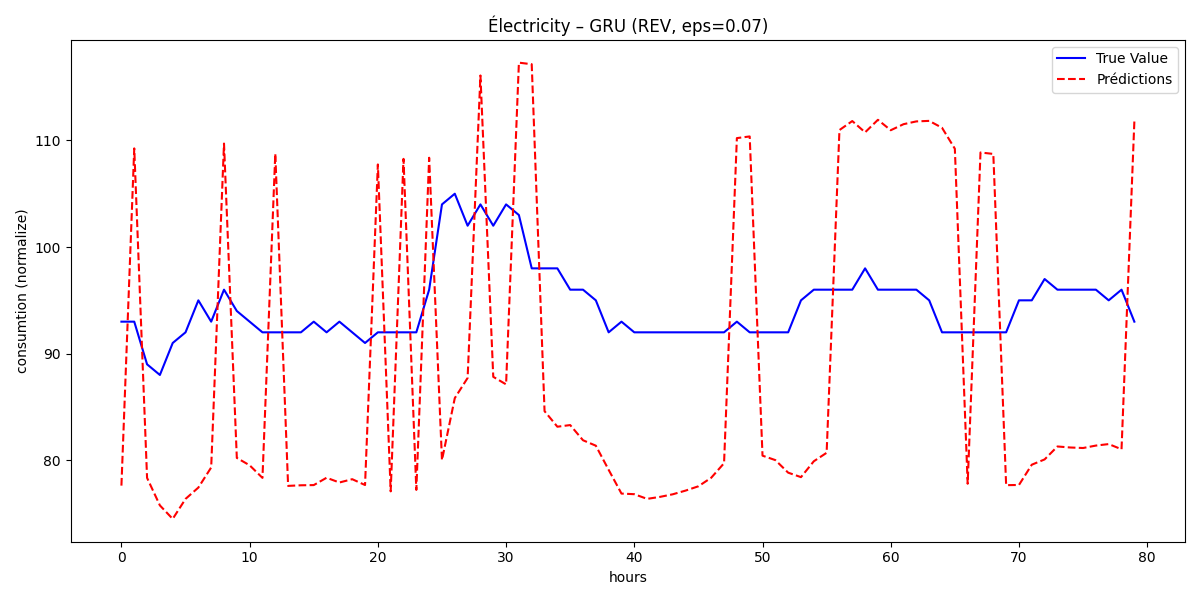 Électricity – GRU (REV, eps=0.07)
True Value
Prédictions
consumtion (normalize)
110
100
90
80
0 10 20 30 40 50 60 70 80
hours